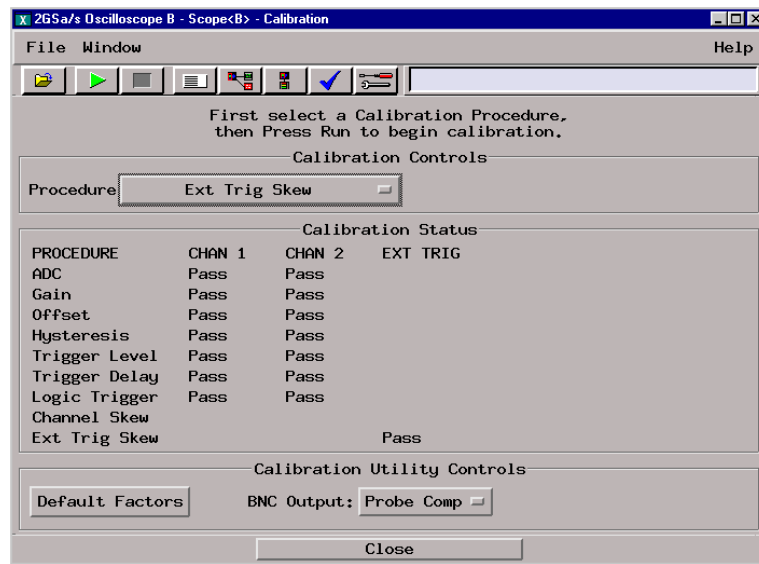 2GSa/s Oscilloscope B - Scope<B> - Calibration
File Window Help
First select a Calibration Procedure,
then Press Run to begin calibration.
Calibration Controls
Procedure Ext Trig Skew
Calibration Status
PROCEDURE CHAN 1 CHAN 2 EXT TRIG
ADC Pass Pass
Gain Pass Pass
Offset Pass Pass
Hysteresis Pass Pass
Trigger Level Pass Pass
Trigger Delay Pass Pass
Logic Trigger Pass Pass
Channel Skew
Ext Trig Skew Pass
Calibration Utility Controls
Default Factors BNC Output: Probe Comp
Close